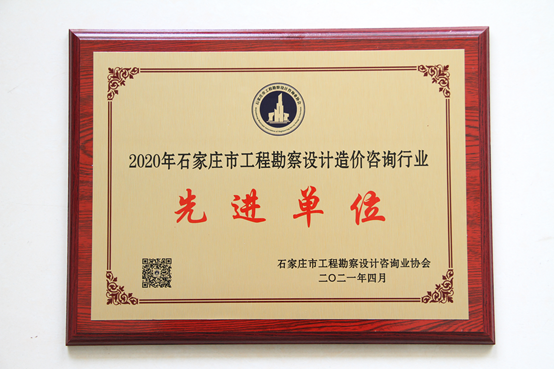 2020年石家庄市工程勘察设计造价咨询行业
先进单位
石家庄市工程勘察设计咨询业协会
二〇二一年四月